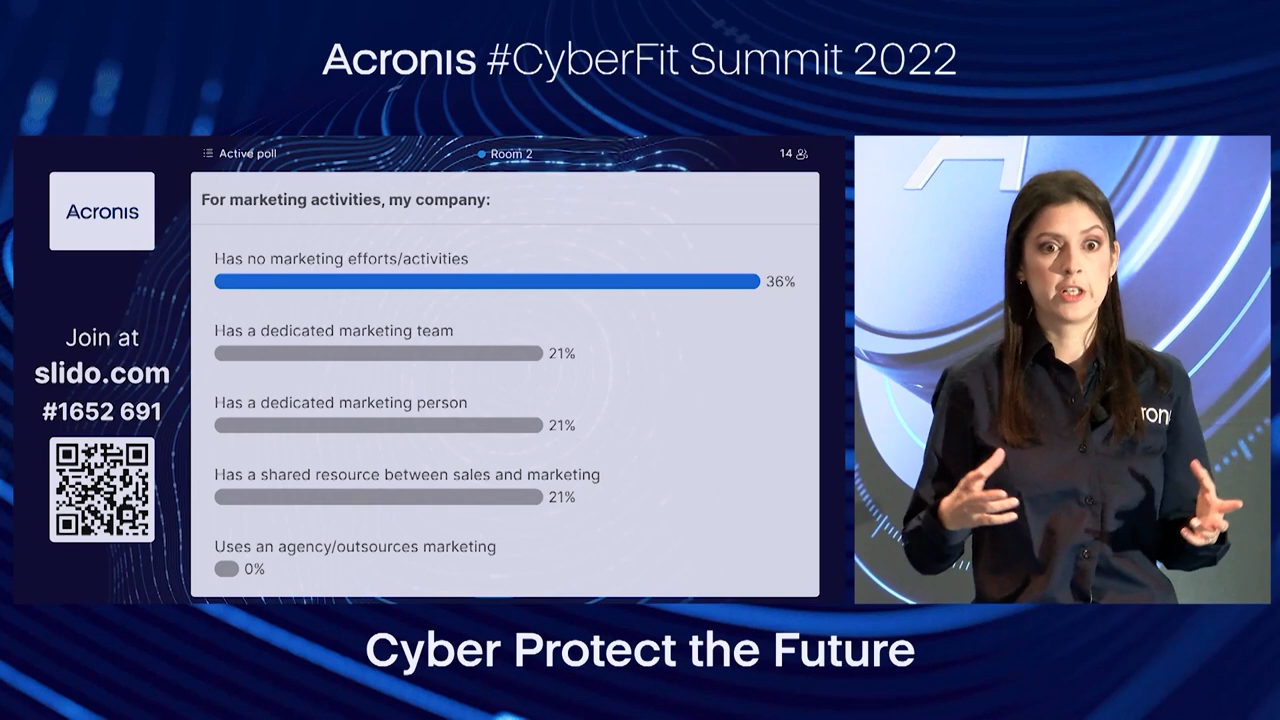 Acronis #CyberFit Summit 2022
Active poll
Room 2
14
Acronis
For marketing activities, my company:
Has no marketing efforts/activities
36%
Has a dedicated marketing team
21%
Has a dedicated marketing person
21%
Has a shared resource between sales and marketing
21%
Uses an agency/outsources marketing
0%
Join at
slido.com
#1652 691
ron
Cyber Protect the Future